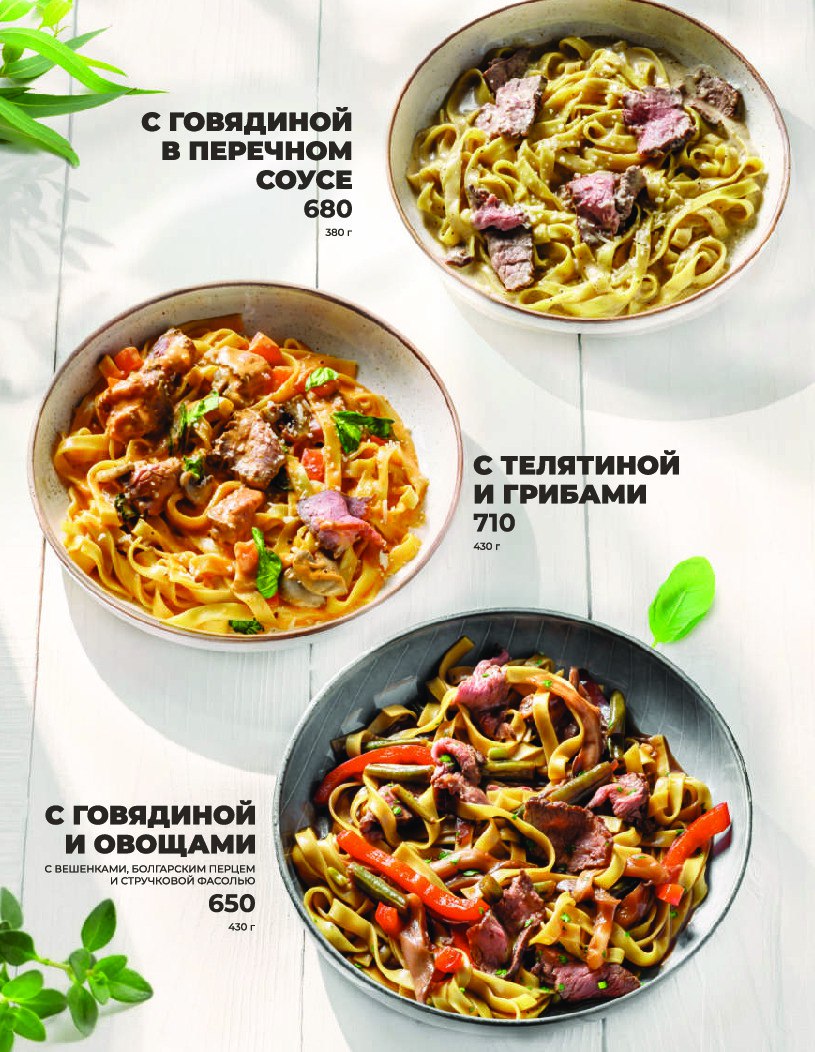 С ГОВЯДИНОЙ
В ПЕРЕЧНОМ
СОУСЕ
680
380 г
С ТЕЛЯТИНОЙ
И ГРИБАМИ
710
430 г
С ГОВЯДИНОЙ
И ОВОЩАМИ
С ВЕШЕНКАМИ, БОЛГАРСКИМ ПЕРЦЕМ
И СТРУЧКОВОЙ ФАСОЛЬЮ
650
430 г